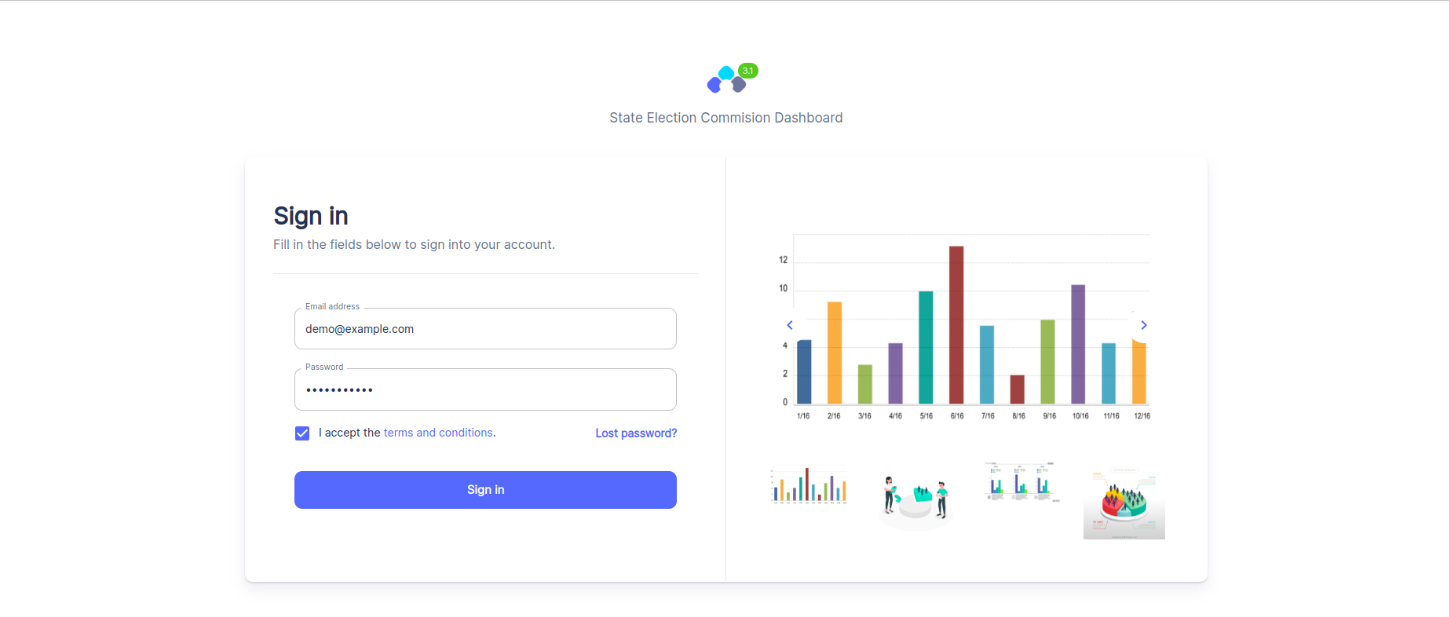 3.1
State Election Commision Dashboard
Sign in
Fill in the fields below to sign into your account.
Email address
demo@example.com
Password
•••••••••••
I accept the terms and conditions.
Lost password?
Sign in
12
10
4
2
0
1/16 2/16 3/16 4/16 5/16 6/16 7/16 8/16 9/16 10/16 11/16 12/16